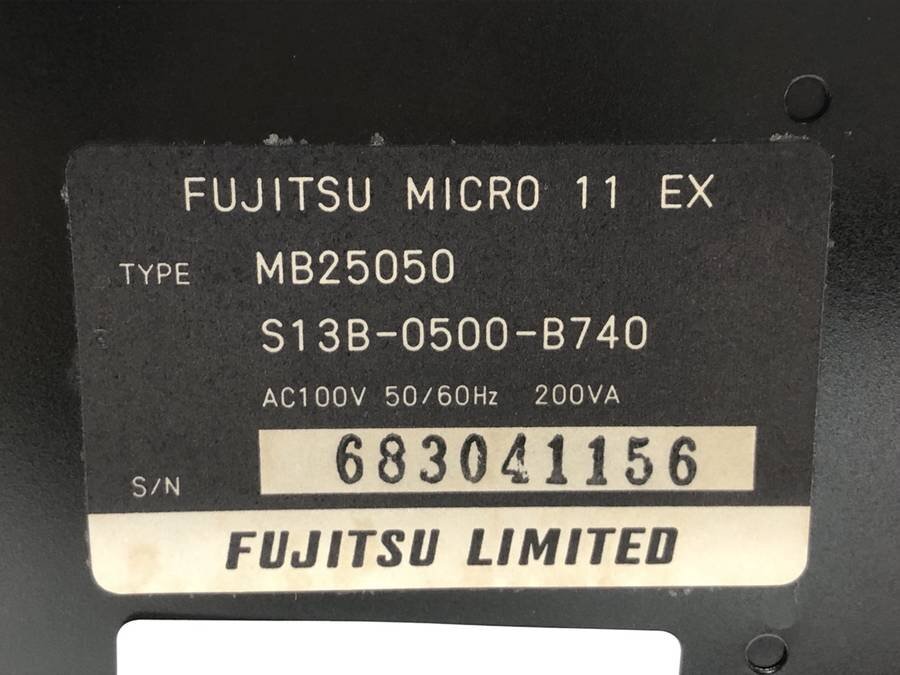 FUJITSU MICRO 11 EX
TYPE MB25050
S13B-0500-B740
AC100V 50/60Hz 200VA
S/N 683041156
FUJITSU LIMITED